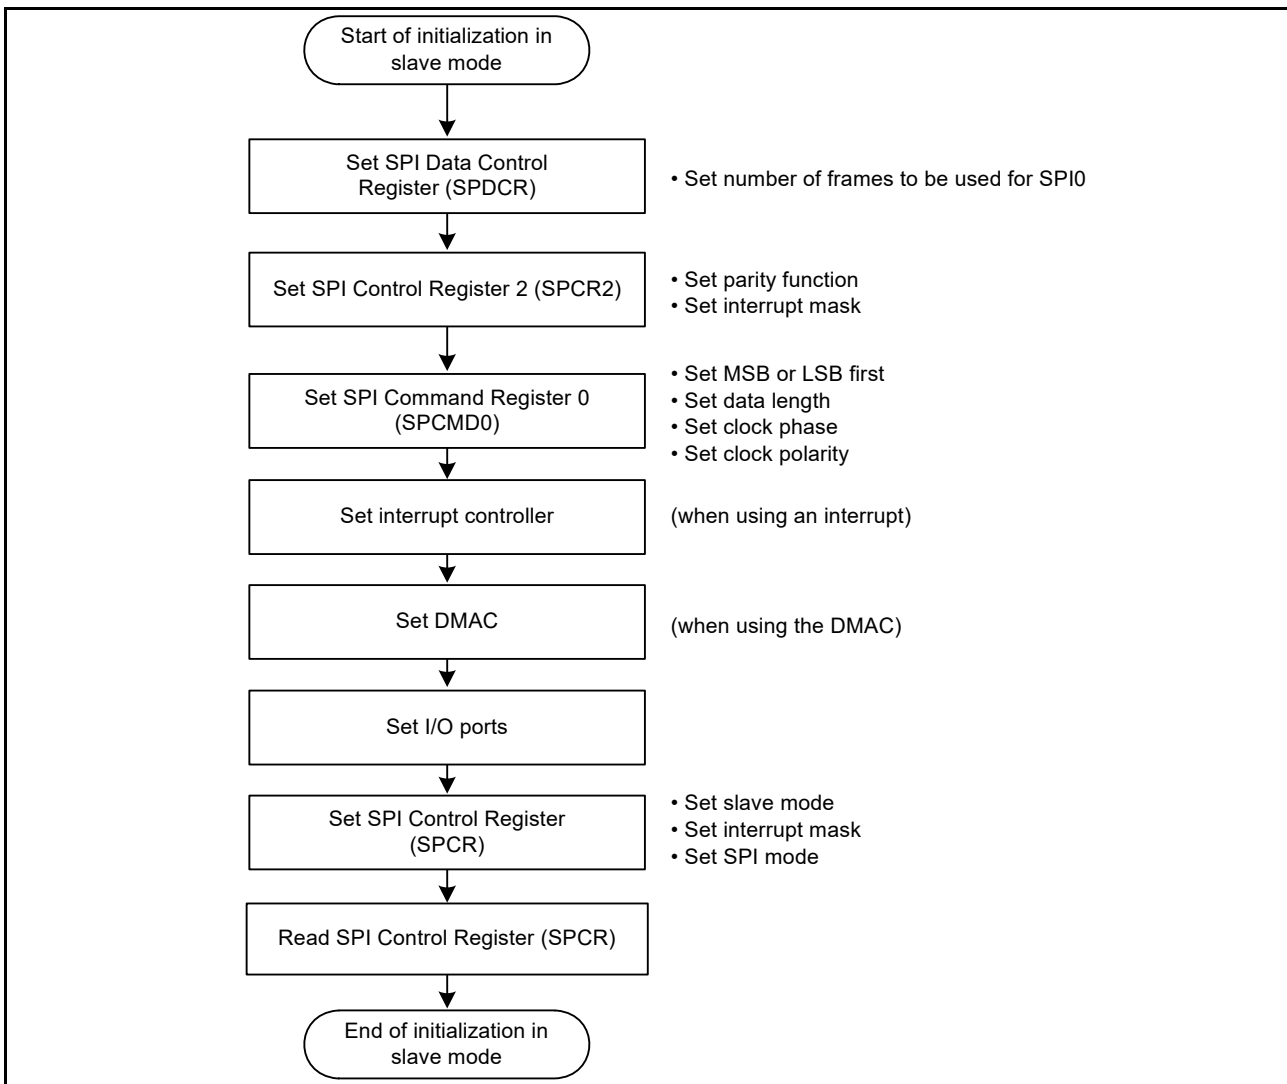 Start of initialization in
slave mode
Set SPI Data Control
Register (SPDCR)
• Set number of frames to be used for SPI0
Set SPI Control Register 2 (SPCR2)
• Set parity function
• Set interrupt mask
Set SPI Command Register 0
(SPCMD0)
• Set MSB or LSB first
• Set data length
• Set clock phase
• Set clock polarity
Set interrupt controller
(when using an interrupt)
Set DMAC
(when using the DMAC)
Set I/O ports
Set SPI Control Register
(SPCR)
• Set slave mode
• Set interrupt mask
• Set SPI mode
Read SPI Control Register (SPCR)
End of initialization in
slave mode